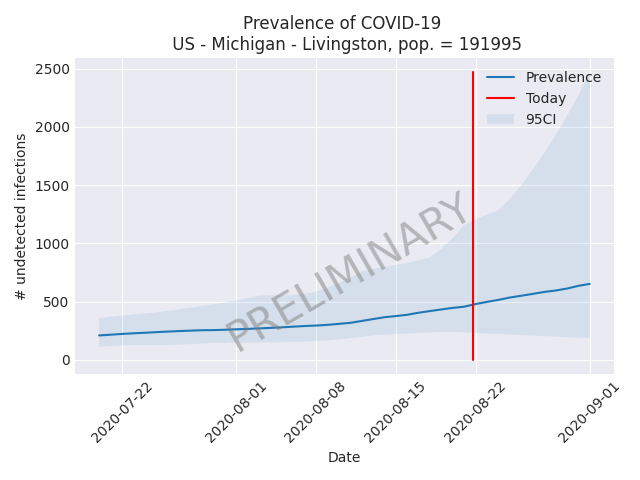 Prevalence of COVID-19
US - Michigan - Livingston, pop. = 191995
2500
2000
1500
1000
500
0
# undetected infections
Prevalence
Today
95CI
PRELIMINARY
2020-07-22
2020-08-01
2020-08-08
2020-08-15
2020-08-22
2020-09-01
Date